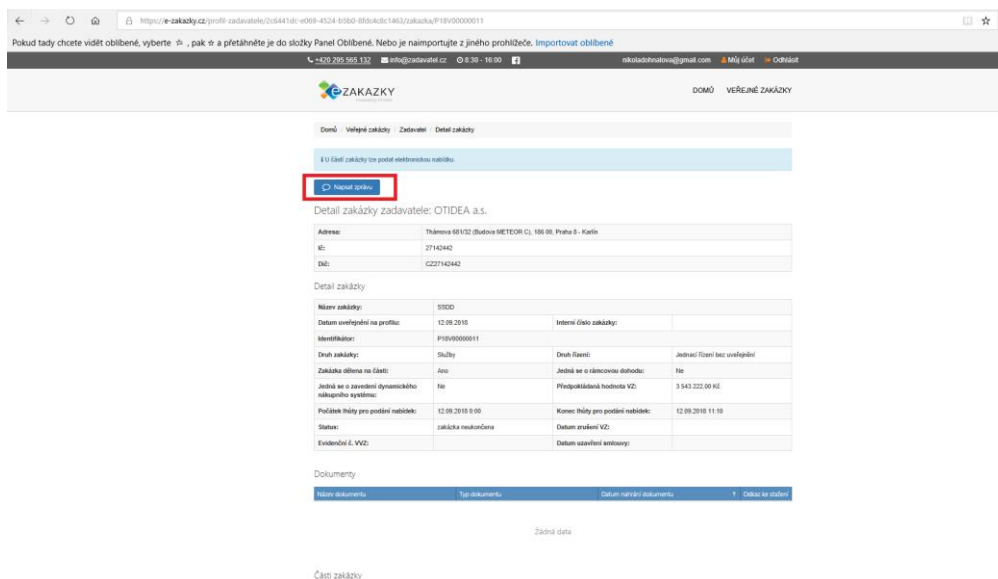 https://e-zakazky.cz/profil-zadavatele/2c6441dc-e068-4524-b5b0-8fdc4c8c1463/zakazka/P18V00000011
Pokud tady chcete vidět oblíbené, vyberte ☆ , pak ☆ a přetáhněte je do složky Panel Oblíbené. Nebo je naimportujte z jiného prohlížeče. Importovat oblíbené
+420 295 565 132 info@zadavatel.cz 8:30 - 16:00 nikoladohnalova@gmail.com Můj účet Odhlásit
eZAKAZKY DOMŮ VEŘEJNÉ ZAKÁZKY
Domů / Veřejné zakázky / Zadavatel / Detail zakázky
U částí zakázky lze podat elektronickou nabídku.
Napsat zprávu
Detail zakázky zadavatele: OTIDEA a.s.
Adresa: Thámova 681/32 (Budova METEOR C), 186 00, Praha 8 - Karlín
IČ: 27142442
DIČ: CZ27142442
Detail zakázky
Název zakázky: SSDD
Datum uveřejnění na profilu: 12.09.2018 Interní číslo zakázky:
Identifikátor: P18V00000011
Druh zakázky: Služby Druh řízení: Jednací řízení bez uveřejnění
Zakázka dělena na části: Ano Jedná se o rámcovou dohodu: Ne
Jedná se o zavedení dynamického nákupního systému: Ne Předpokládaná hodnota VZ: 3 543 222,00 Kč
Počátek lhůty pro podání nabídek: 12.09.2018 0:00 Konec lhůty pro podání nabídek: 12.09.2018 11:10
Status: zakázka neukončena Datum zrušení VZ:
Evidenční č. VVZ: Datum uzavření smlouvy:
Dokumenty
Název dokumentu Typ dokumentu Datum nahrání dokumentu Odkaz ke stažení
Žádná data
Části zakázky